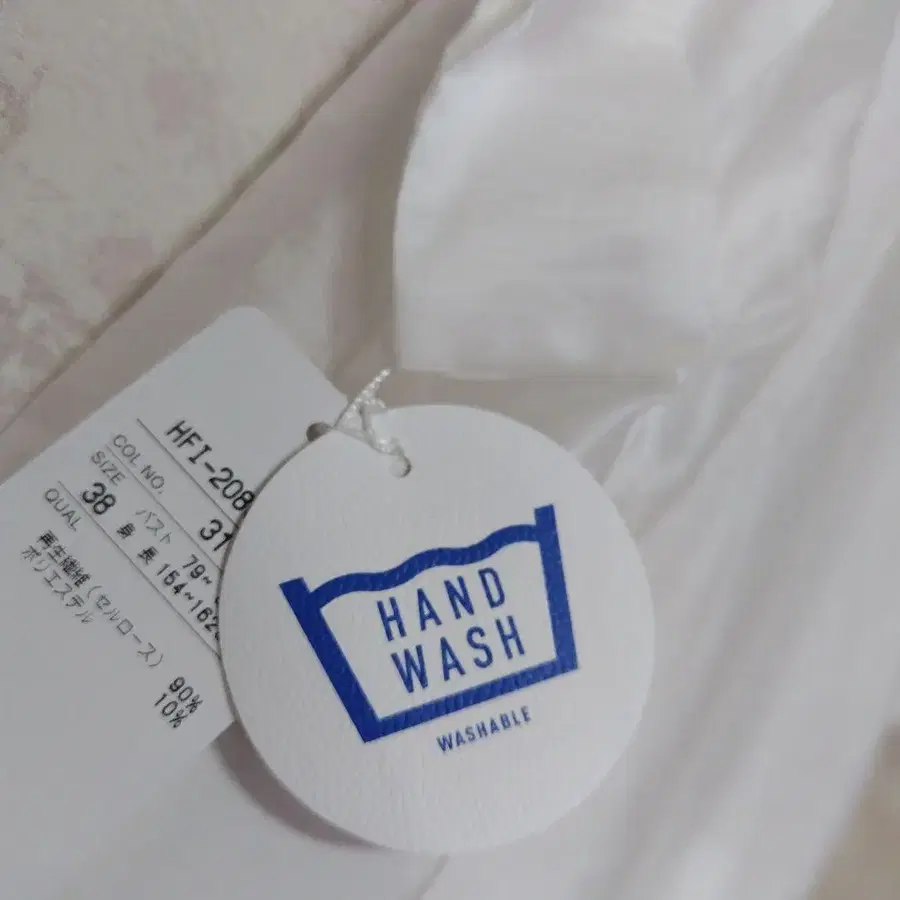 HFI-208
COL NO. 31
SIZE バスト 79~
38 身長 154~162
QUAL
再生繊維(セルロース) 90%
ポリエステル 10%
HAND
WASH
WASHABLE